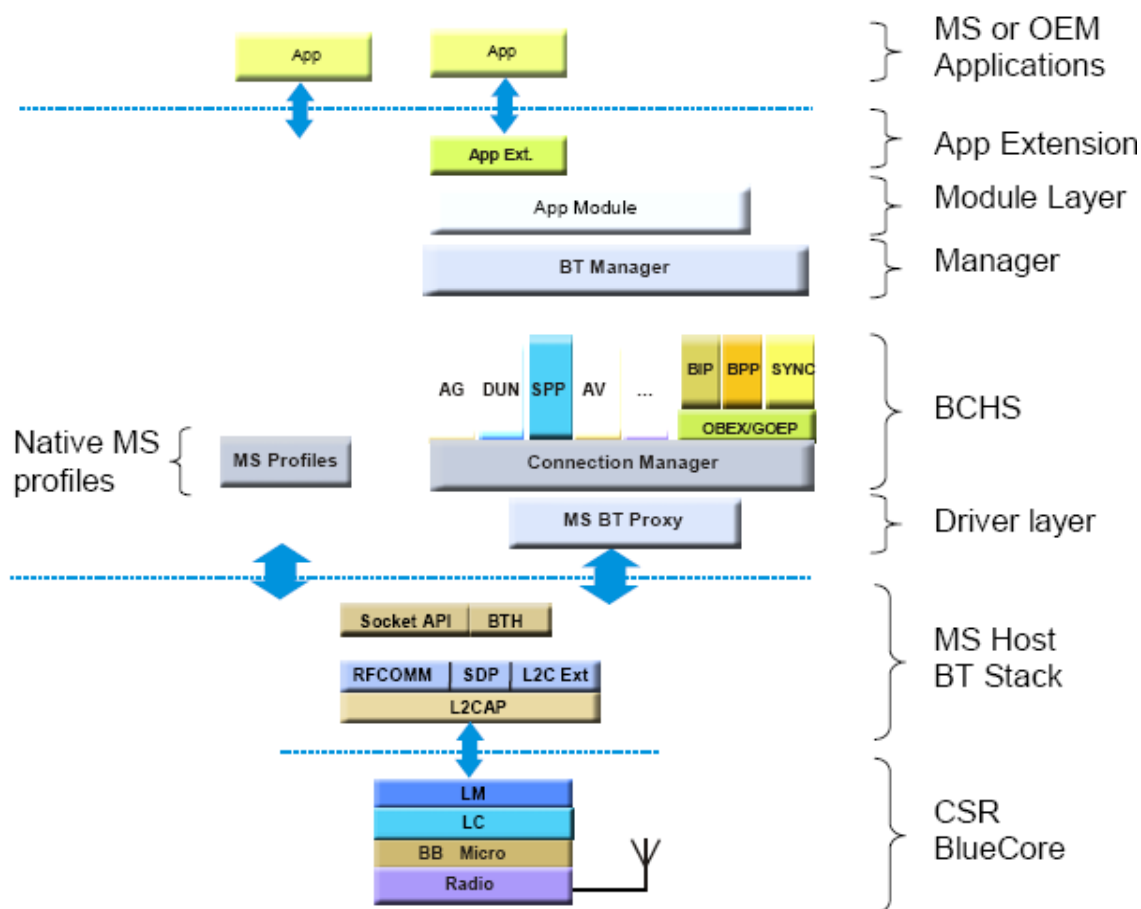 App
App
MS or OEM
Applications
App Ext.
App Extension
App Module
Module Layer
BT Manager
Manager
AG
DUN
SPP
AV
...
BIP
BPP
SYNC
OBEX/GOEP
BCHS
Native MS
profiles
MS Profiles
Connection Manager
MS BT Proxy
Driver layer
Socket API
BTH
RFCOMM
SDP
L2C Ext
L2CAP
MS Host
BT Stack
LM
LC
BB Micro
Radio
CSR
BlueCore